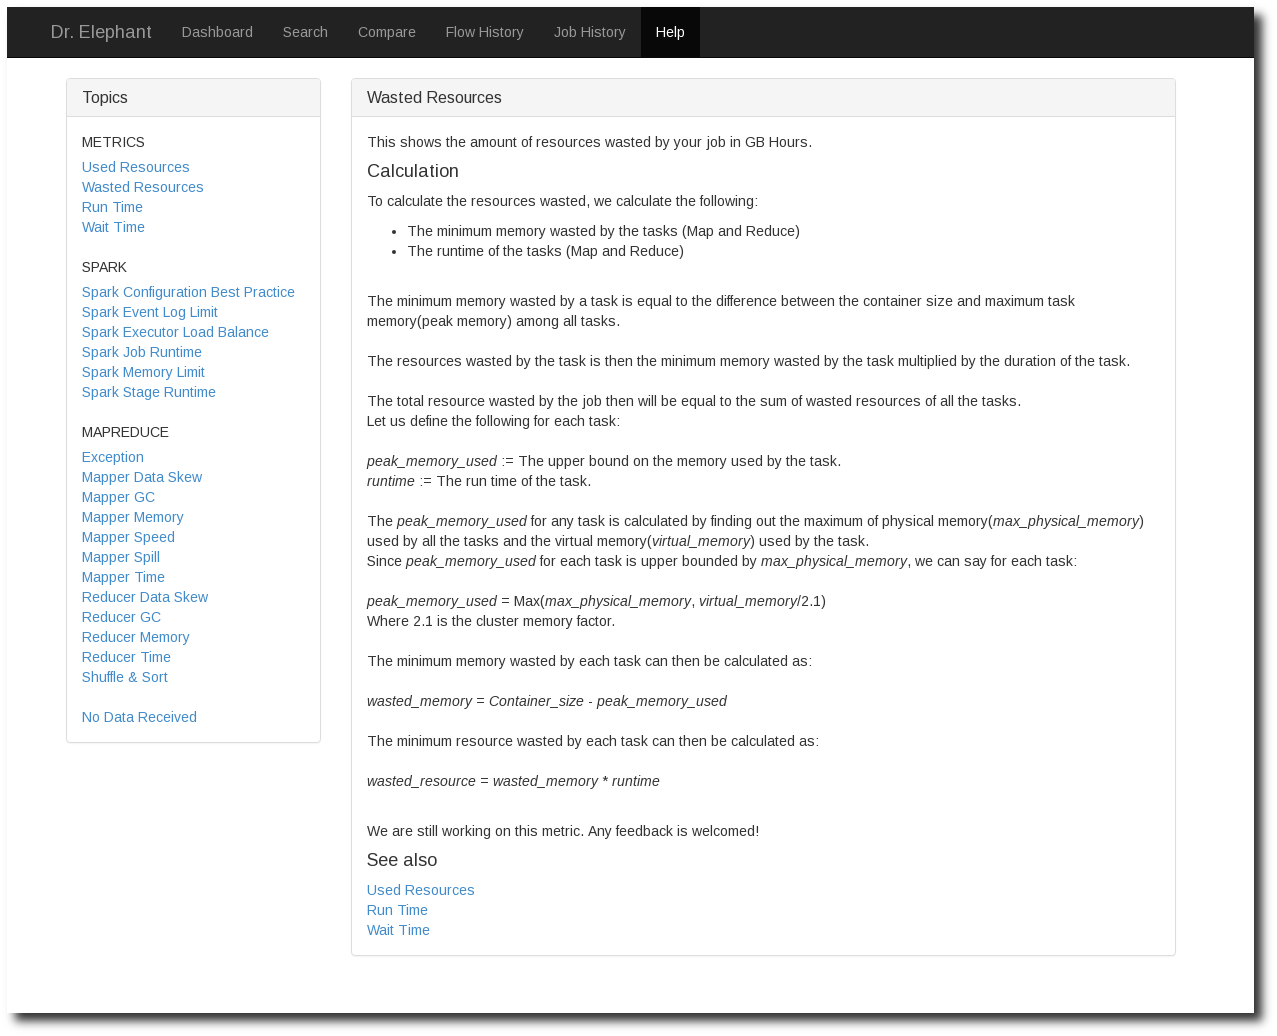 Dr. Elephant Dashboard Search Compare Flow History Job History Help
Topics
METRICS
Used Resources
Wasted Resources
Run Time
Wait Time
SPARK
Spark Configuration Best Practice
Spark Event Log Limit
Spark Executor Load Balance
Spark Job Runtime
Spark Memory Limit
Spark Stage Runtime
MAPREDUCE
Exception
Mapper Data Skew
Mapper GC
Mapper Memory
Mapper Speed
Mapper Spill
Mapper Time
Reducer Data Skew
Reducer GC
Reducer Memory
Reducer Time
Shuffle & Sort
No Data Received
Wasted Resources
This shows the amount of resources wasted by your job in GB Hours.
Calculation
To calculate the resources wasted, we calculate the following:
• The minimum memory wasted by the tasks (Map and Reduce)
• The runtime of the tasks (Map and Reduce)
The minimum memory wasted by a task is equal to the difference between the container size and maximum task
memory(peak memory) among all tasks.
The resources wasted by the task is then the minimum memory wasted by the task multiplied by the duration of the task.
The total resource wasted by the job then will be equal to the sum of wasted resources of all the tasks.
Let us define the following for each task:
peak_memory_used := The upper bound on the memory used by the task.
runtime := The run time of the task.
The peak_memory_used for any task is calculated by finding out the maximum of physical memory(max_physical_memory)
used by all the tasks and the virtual memory(virtual_memory) used by the task.
Since peak_memory_used for each task is upper bounded by max_physical_memory, we can say for each task:
peak_memory_used = Max(max_physical_memory, virtual_memory/2.1)
Where 2.1 is the cluster memory factor.
The minimum memory wasted by each task can then be calculated as:
wasted_memory = Container_size - peak_memory_used
The minimum resource wasted by each task can then be calculated as:
wasted_resource = wasted_memory * runtime
We are still working on this metric. Any feedback is welcomed!
See also
Used Resources
Run Time
Wait Time